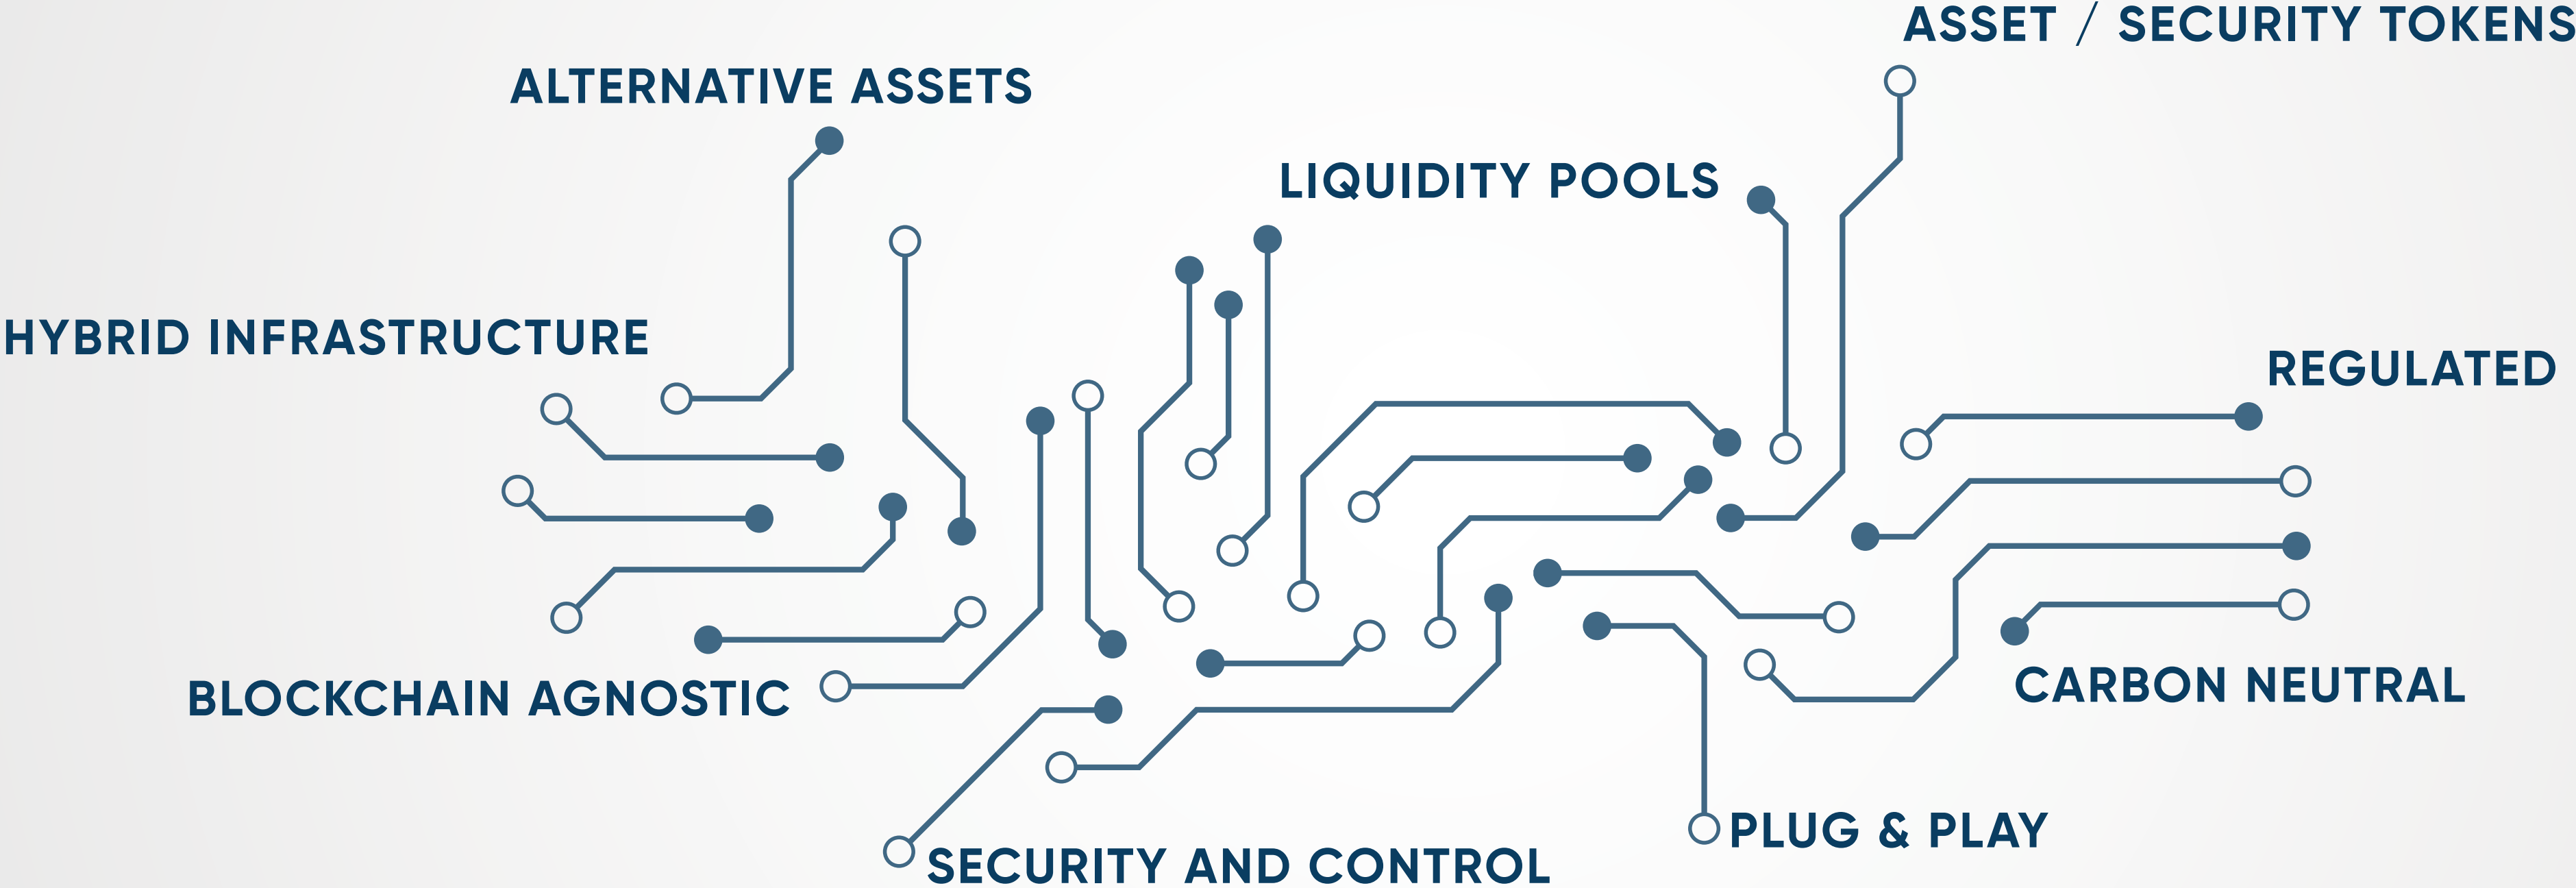 ASSET / SECURITY TOKENS
ALTERNATIVE ASSETS
LIQUIDITY POOLS
HYBRID INFRASTRUCTURE
REGULATED
BLOCKCHAIN AGNOSTIC
CARBON NEUTRAL
PLUG & PLAY
SECURITY AND CONTROL